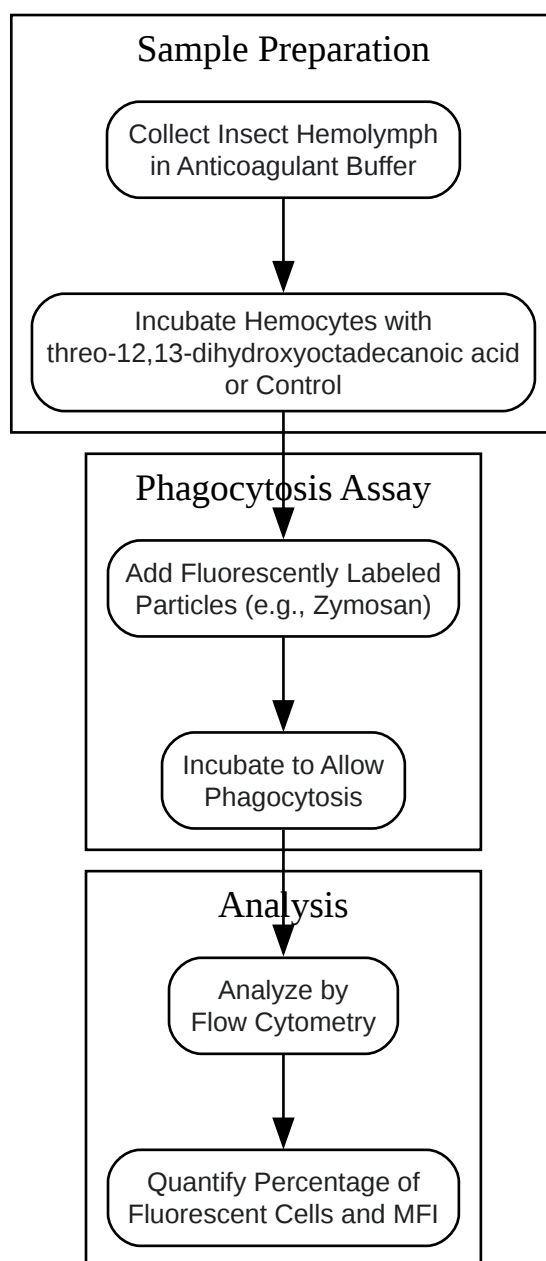 Sample Preparation
Collect Insect Hemolymph
in Anticoagulant Buffer
Incubate Hemocytes with
threo-12,13-dihydroxyoctadecanoic acid
or Control
Phagocytosis Assay
Add Fluorescently Labeled
Particles (e.g., Zymosan)
Incubate to Allow
Phagocytosis
Analysis
Analyze by
Flow Cytometry
Quantify Percentage of
Fluorescent Cells and MFI